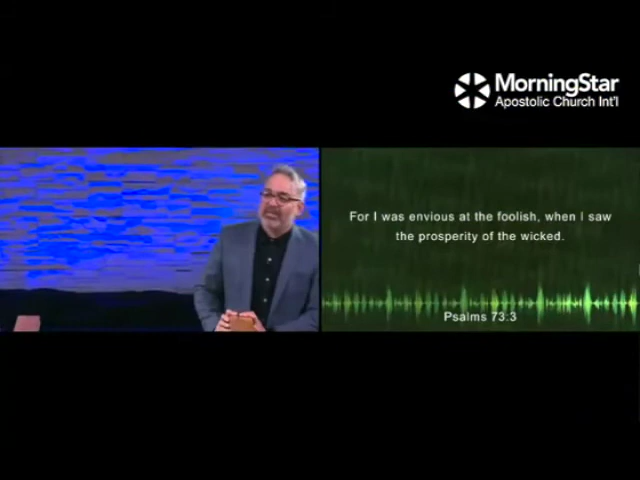 MorningStar
Apostolic Church Int'l
For I was envious at the foolish, when I saw
the prosperity of the wicked.
Psalms 73:3